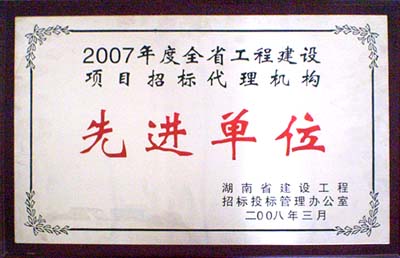 2007年度全省工程建设
项目招标代理机构
先进单位
湖南省建设工程
招标投标管理办公室
二00八年三月